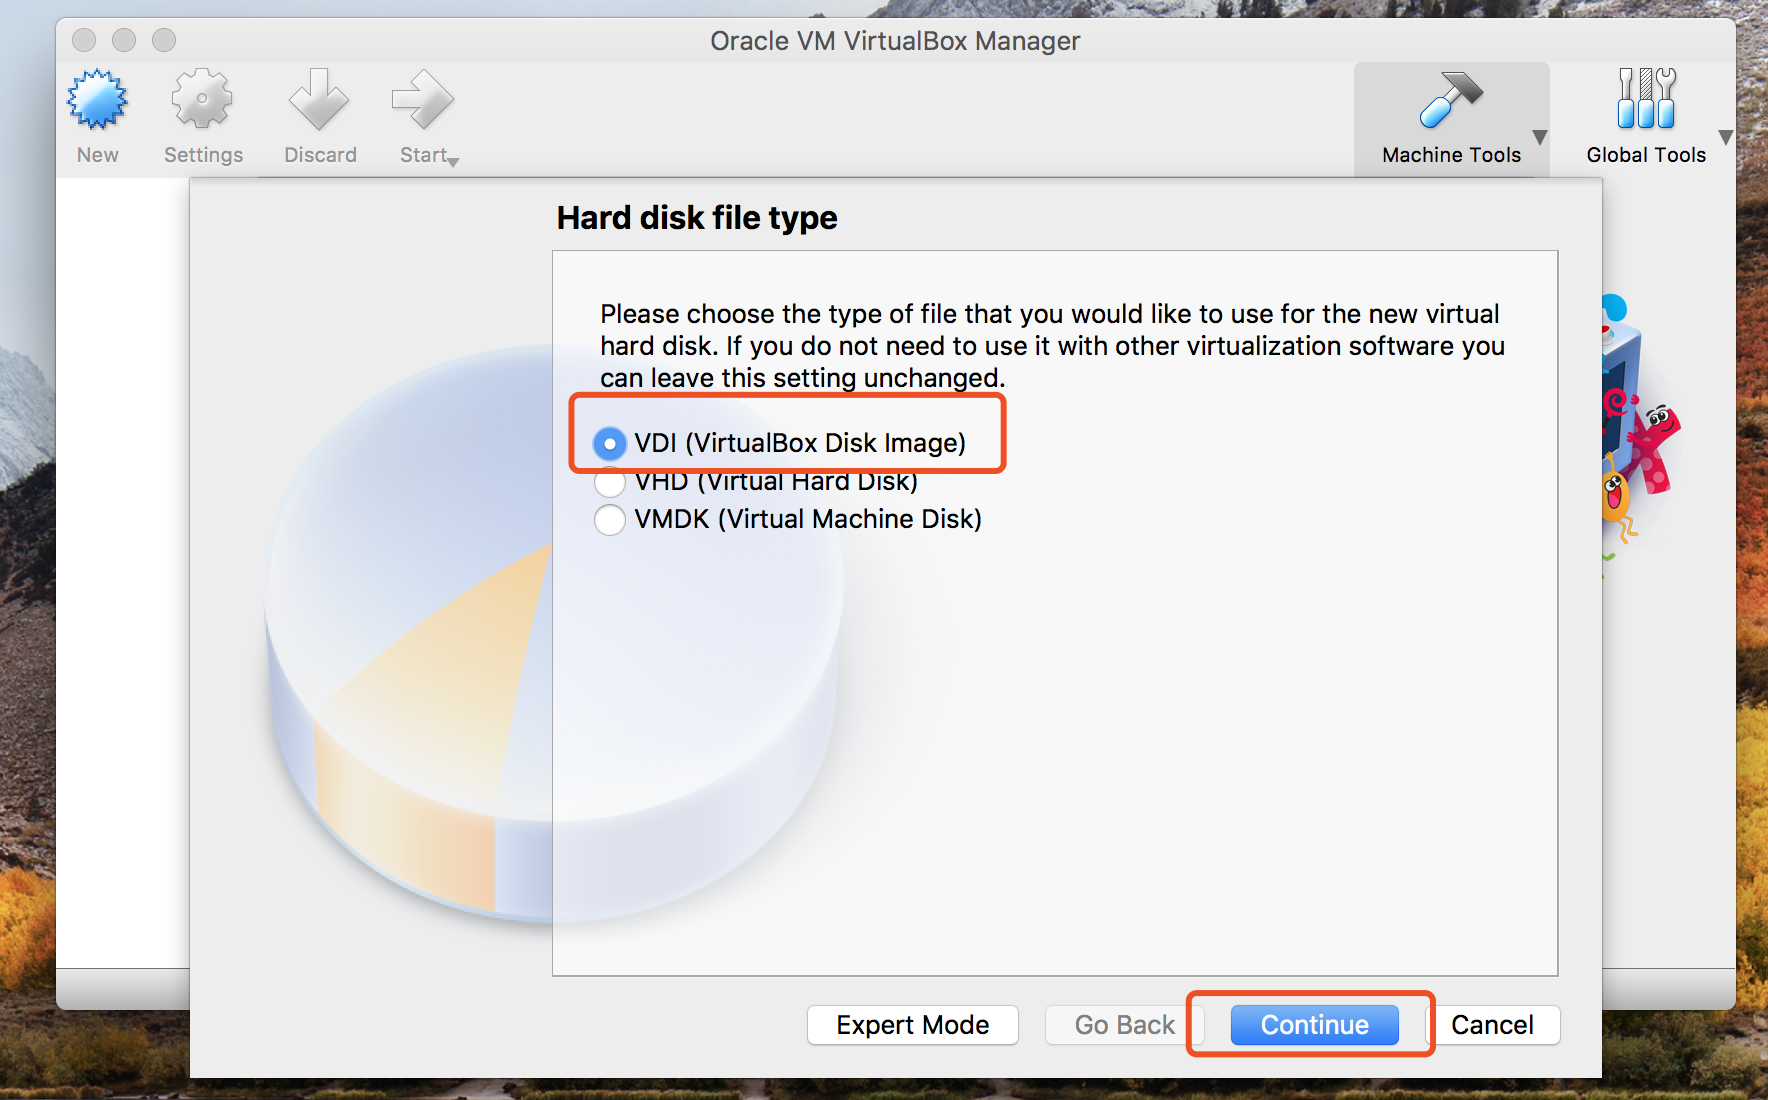 Oracle VM VirtualBox Manager
New
Settings
Discard
Start
Machine Tools
Global Tools
Hard disk file type
Please choose the type of file that you would like to use for the new virtual
hard disk. If you do not need to use it with other virtualization software you
can leave this setting unchanged.
VDI (VirtualBox Disk Image)
VHD (Virtual Hard Disk)
VMDK (Virtual Machine Disk)
Expert Mode
Go Back
Continue
Cancel